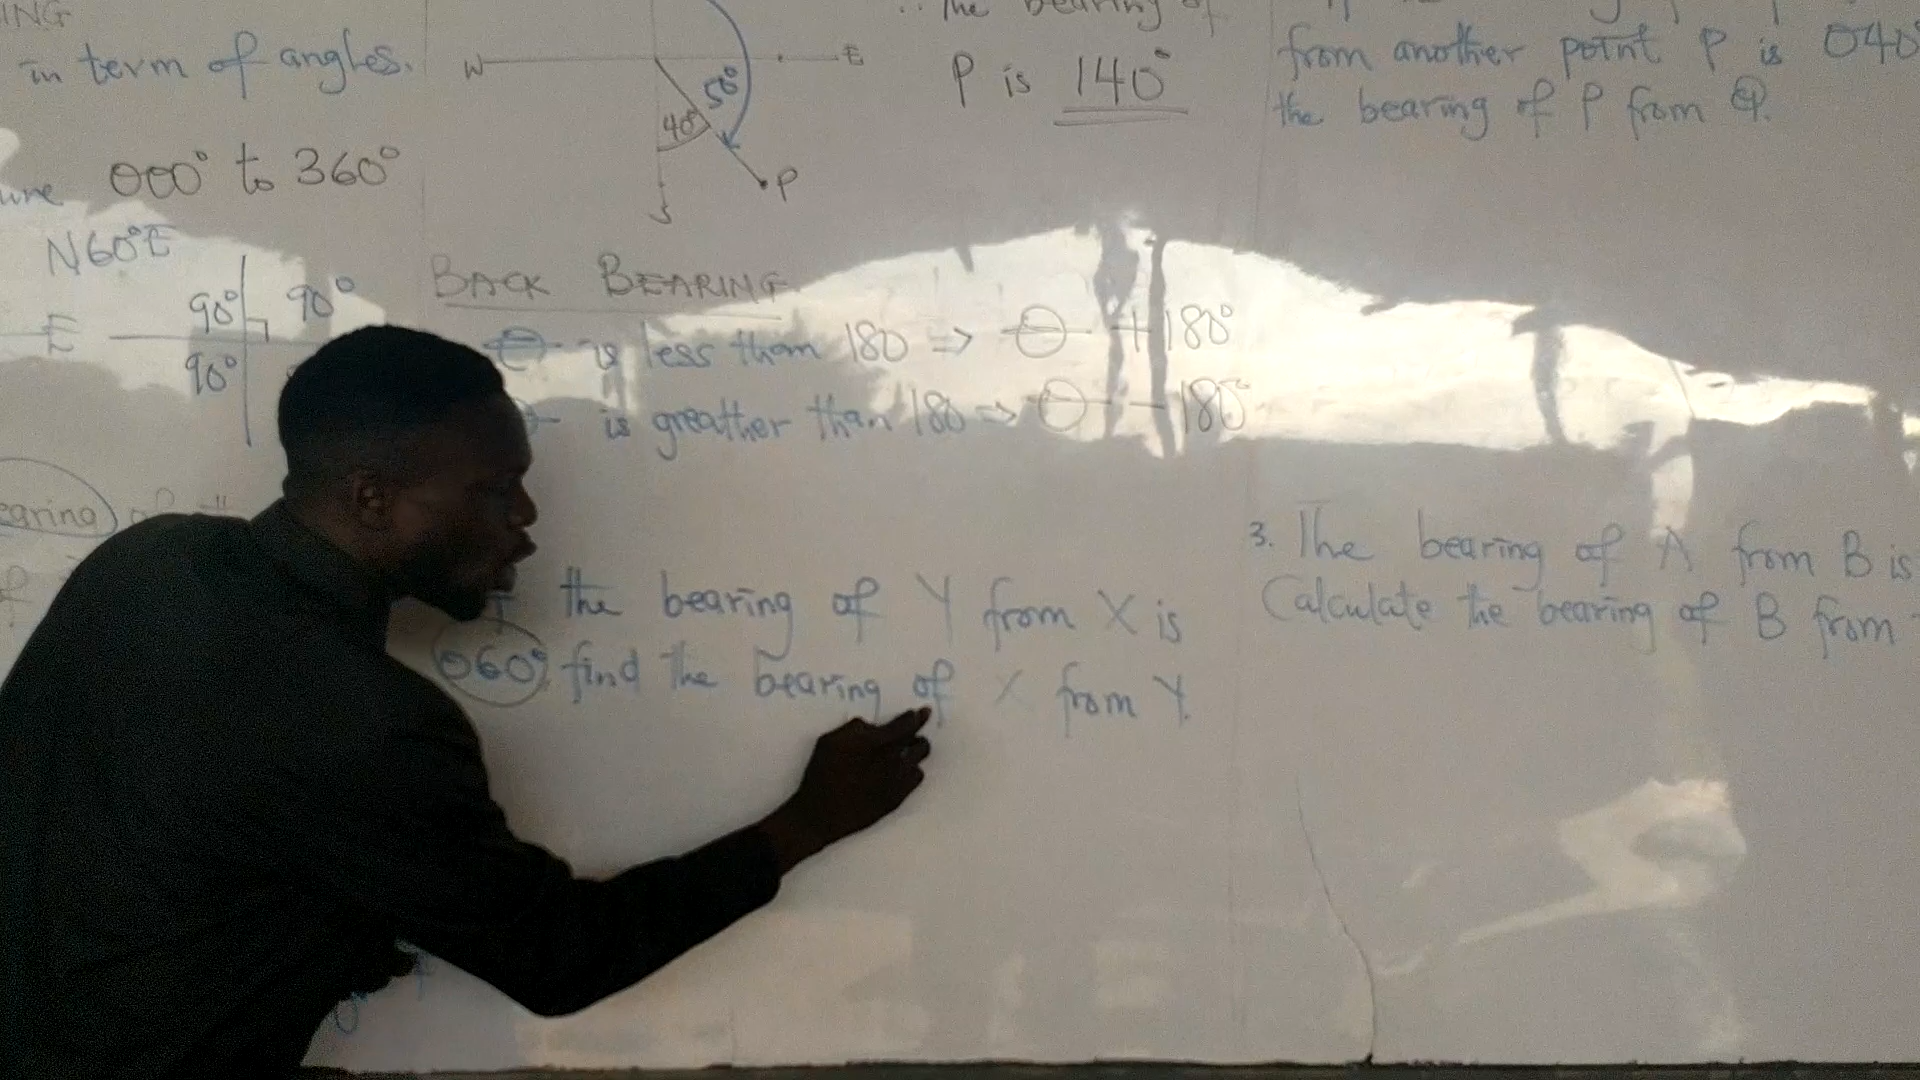 ING
in term of angles.
000° to 360°
N60°E
E
90° 90°
90°
W E
50°
40°
P
S
∴ The bearing of
P is 140°
from another point P is 040°
the bearing of P from Q.
BACK BEARING
θ is less than 180 => θ + 180°
is greather than 180 => θ - 180°
earing
the bearing of Y from X is
060°, find the bearing of X from Y.
3. The bearing of A from B is
Calculate the bearing of B from